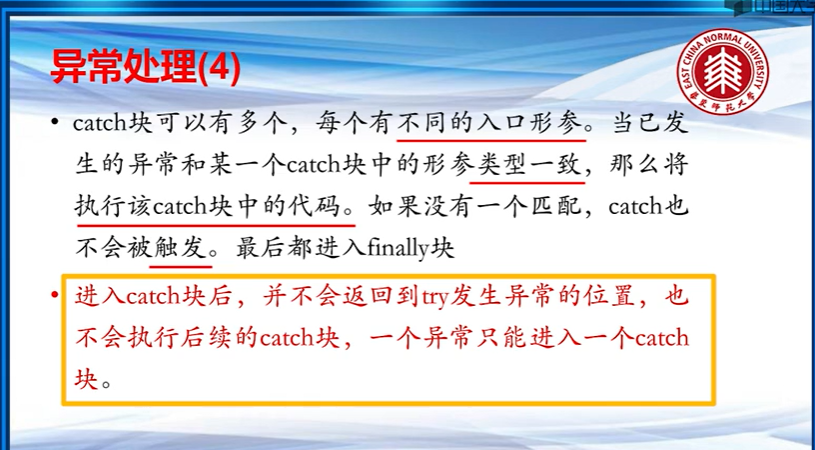 中国大学
异常处理(4)
EAST CHINA NORMAL UNIVERSITY
華東師範大學
• catch块可以有多个，每个有不同的入口形参。当已发
生的异常和某一个catch块中的形参类型一致，那么将
执行该catch块中的代码。如果没有一个匹配，catch也
不会被触发。最后都进入finally块
• 进入catch块后，并不会返回到try发生异常的位置，也
不会执行后续的catch块，一个异常只能进入一个catch
块。